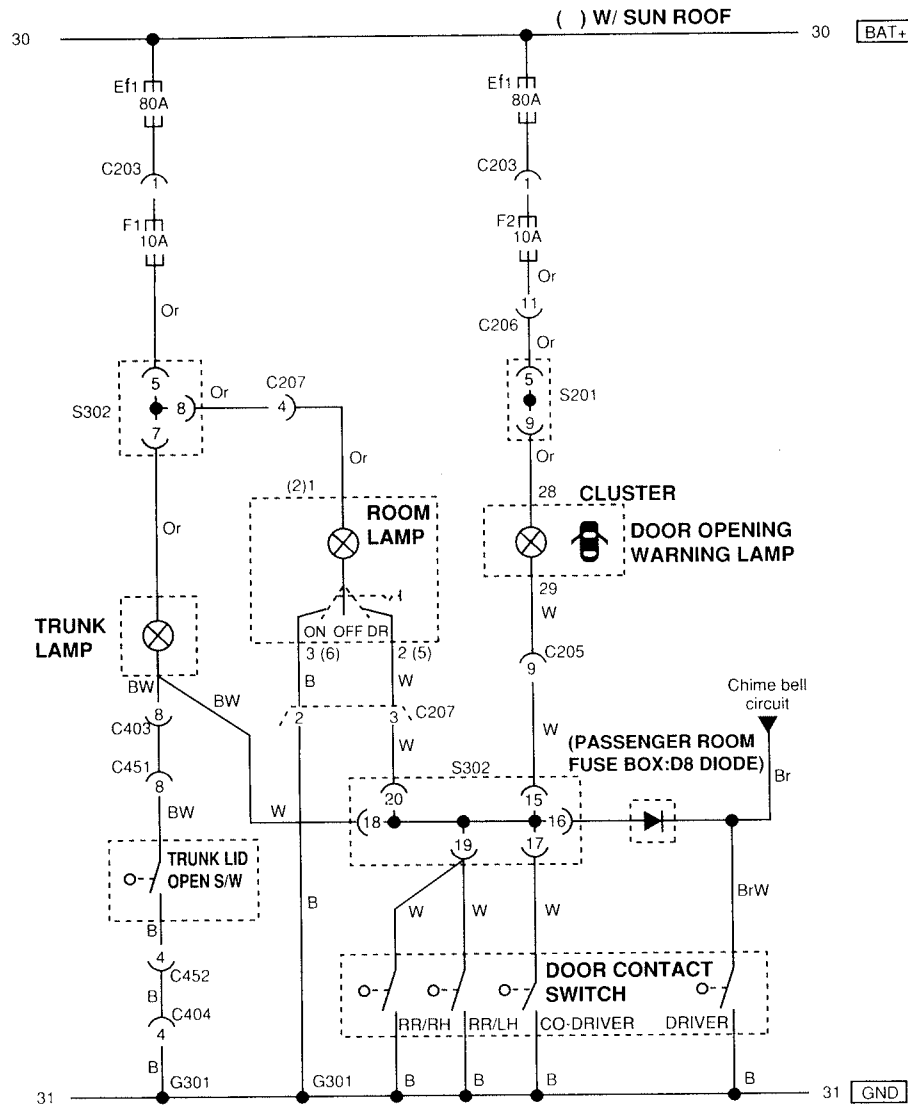 ( ) W/ SUN ROOF
30
30
BAT+
Ef1
80A
Ef1
80A
C203
1
C203
1
F1
10A
F2
10A
Or
11
C206
Or
Or
5
S302
8
Or
C207
4
7
5
S201
9
Or
Or
(2)1
28
CLUSTER
ROOM
LAMP
DOOR OPENING
WARNING LAMP
Or
29
W
TRUNK
LAMP
ON OFF DR
3 (6)
2 (5)
C205
9
BW
BW
B
W
8
C403
2
3
C207
Chime bell
circuit
C451
8
W
W
(PASSENGER ROOM
FUSE BOX:D8 DIODE)
Br
S302
BW
W
20
15
18
16
19
17
TRUNK LID
OPEN S/W
B
W
W
W
BrW
B
4
C452
DOOR CONTACT
SWITCH
B
C404
4
RR/RH
RR/LH
CO-DRIVER
DRIVER
B
G301
G301
B
B
B
B
31
31
GND